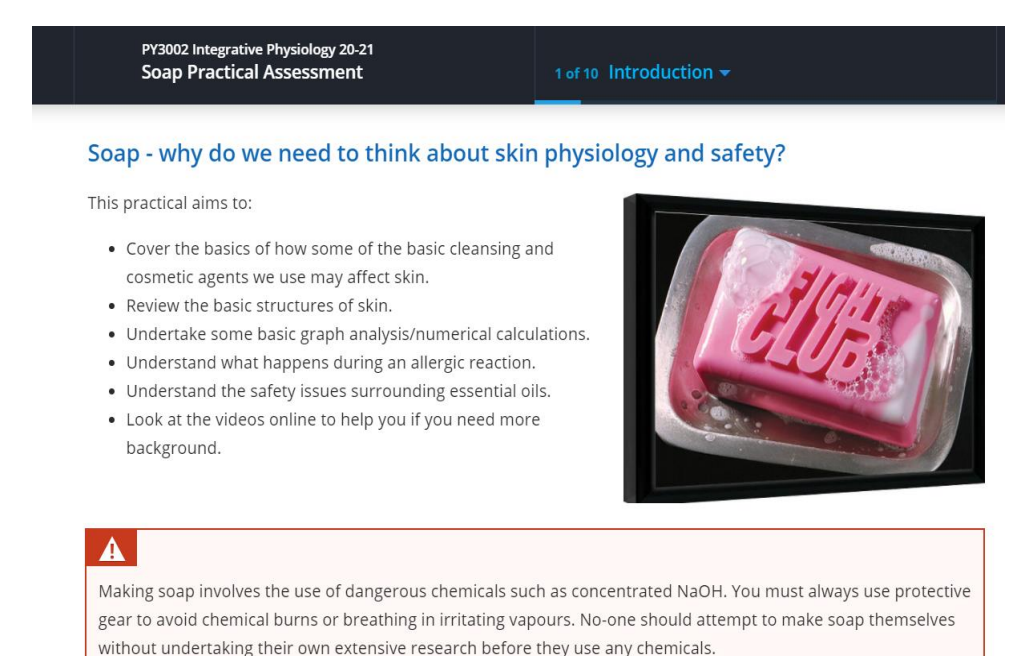 PY3002 Integrative Physiology 20-21
Soap Practical Assessment
1 of 10 Introduction
Soap - why do we need to think about skin physiology and safety?
This practical aims to:
• Cover the basics of how some of the basic cleansing and
cosmetic agents we use may affect skin.
• Review the basic structures of skin.
• Undertake some basic graph analysis/numerical calculations.
• Understand what happens during an allergic reaction.
• Understand the safety issues surrounding essential oils.
• Look at the videos online to help you if you need more
background.
FIGHT
CLUB
Making soap involves the use of dangerous chemicals such as concentrated NaOH. You must always use protective
gear to avoid chemical burns or breathing in irritating vapours. No-one should attempt to make soap themselves
without undertaking their own extensive research before they use any chemicals.